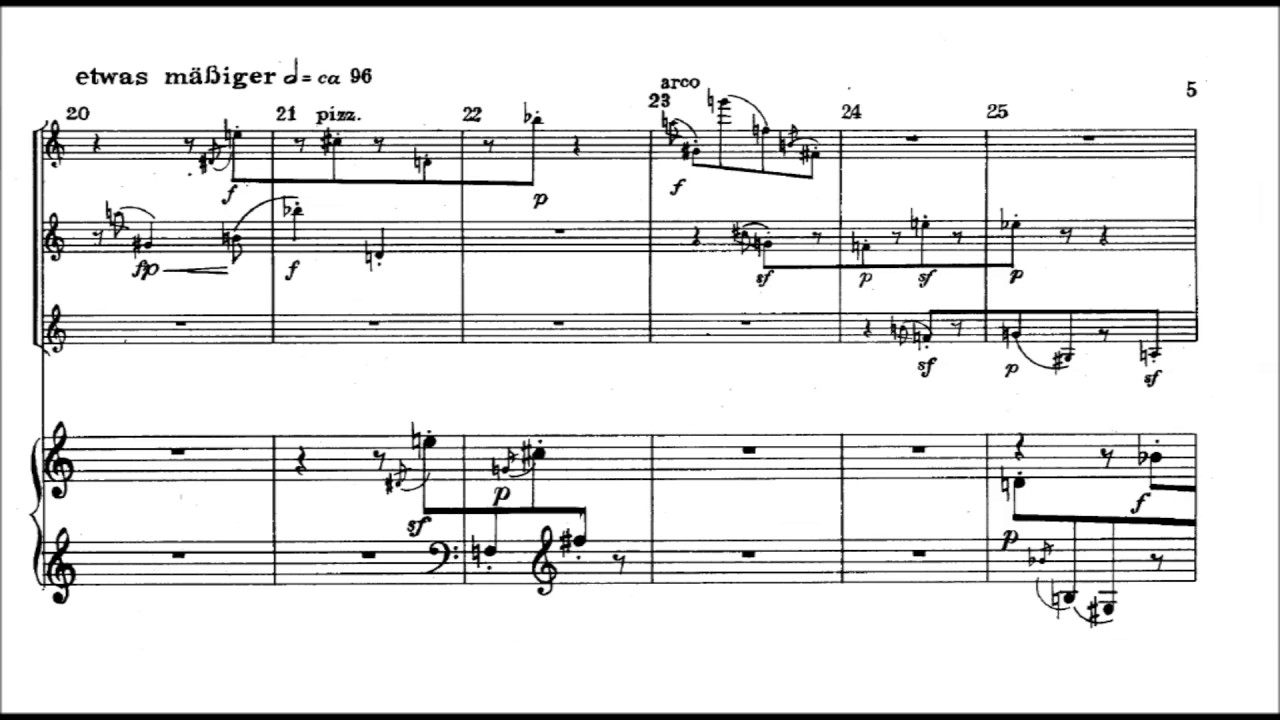 etwas mäßiger 𝅗𝅥 = ca 96
5
20 21 pizz. 22 arco 23 24 25
f p f
fp f sf p sf p
sf p sf
sf p p f